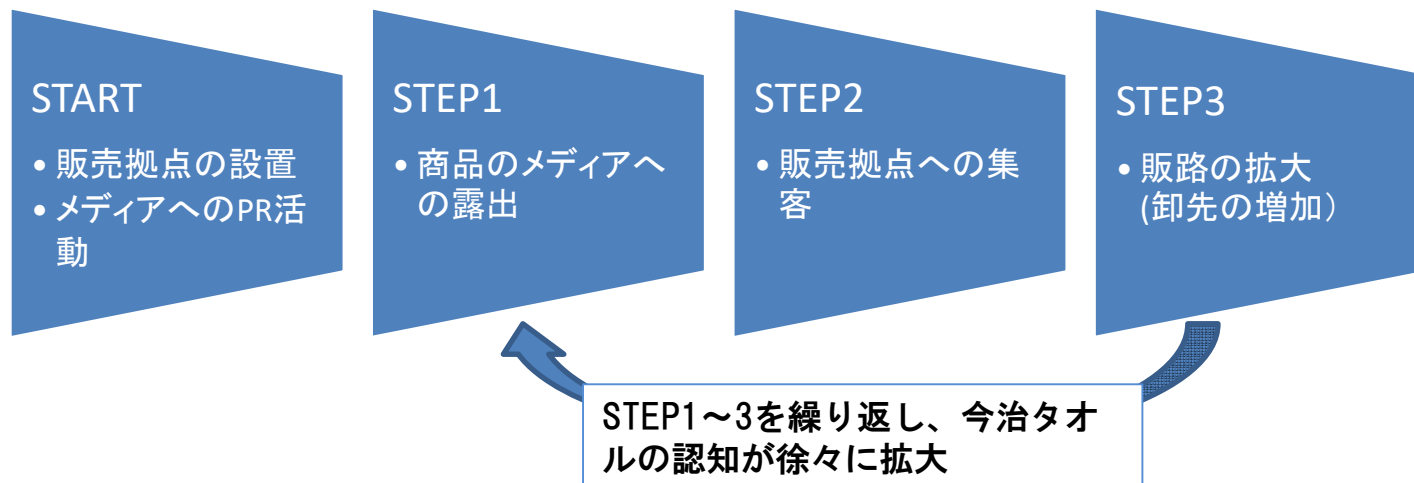 START
• 販売拠点の設置
• メディアへのPR活
動
STEP1
• 商品のメディアへ
の露出
STEP2
• 販売拠点への集
客
STEP3
• 販路の拡大
(卸先の増加）
STEP1～3を繰り返し、今治タオ
ルの認知が徐々に拡大